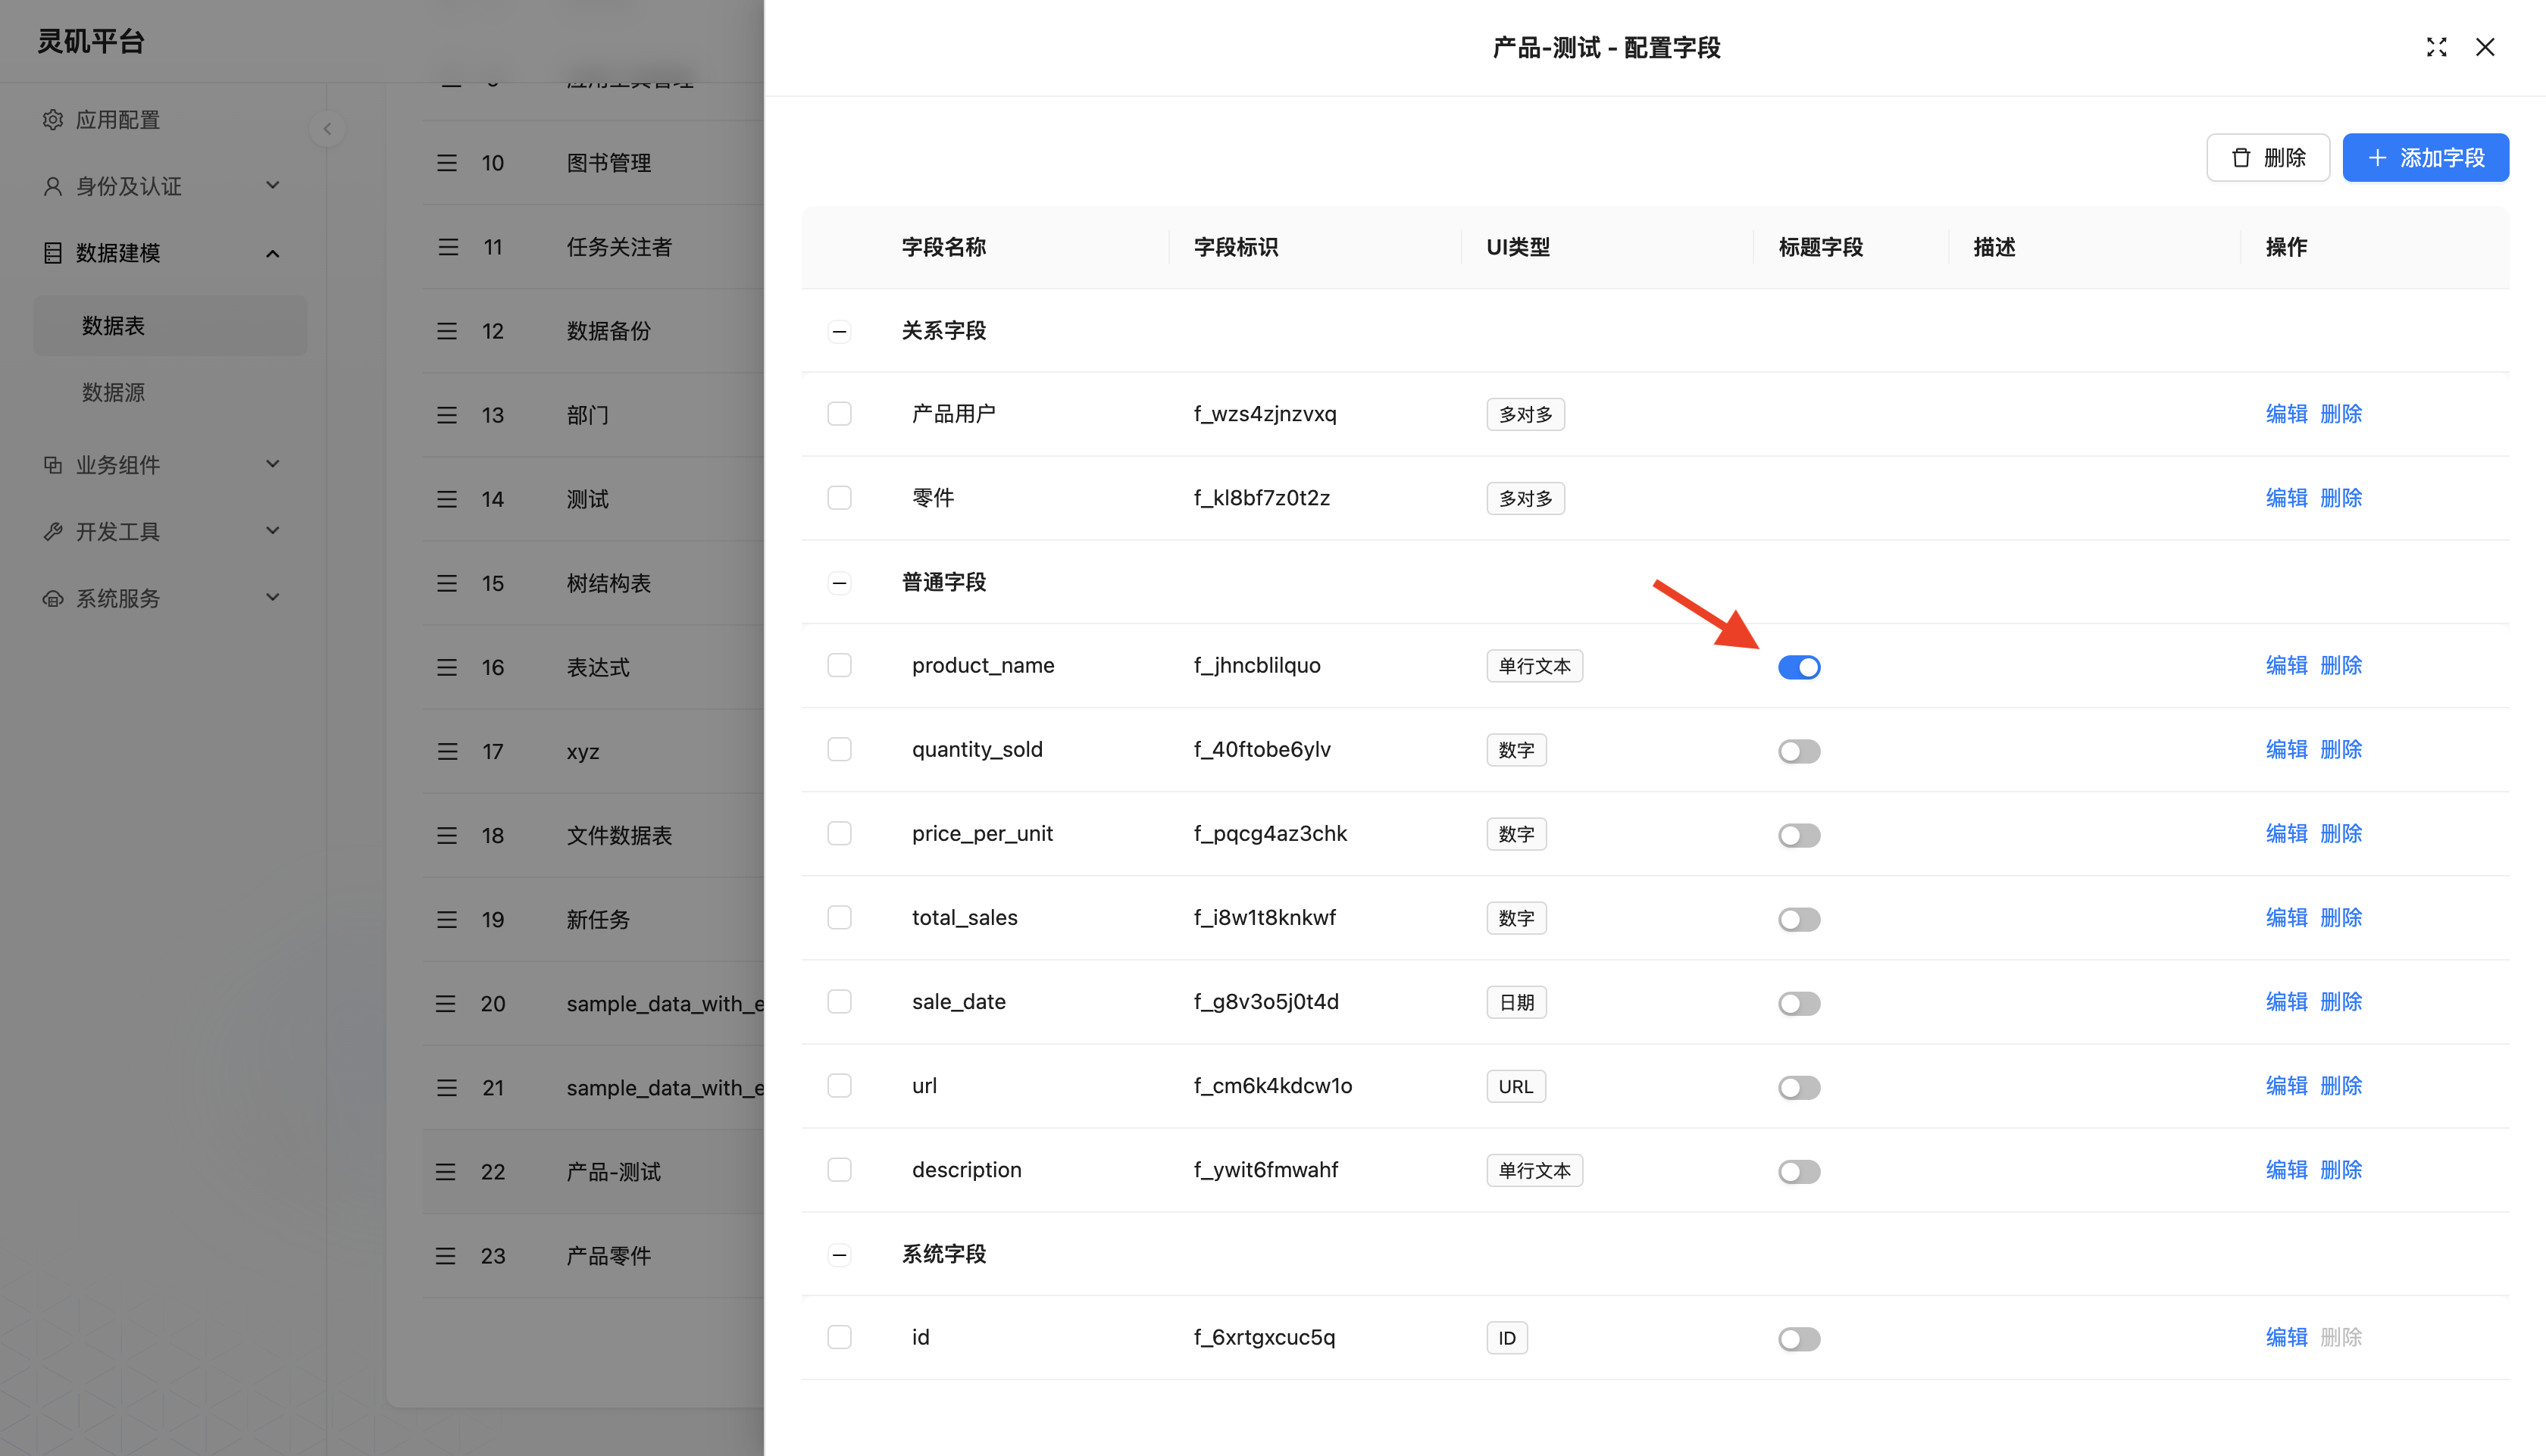 灵矶平台
应用配置
身份及认证
数据建模
数据表
数据源
业务组件
开发工具
系统服务
10 图书管理
11 任务关注者
12 数据备份
13 部门
14 测试
15 树结构表
16 表达式
17 xyz
18 文件数据表
19 新任务
20 sample_data_with_e
21 sample_data_with_e
22 产品-测试
23 产品零件
产品-测试 - 配置字段
删除 添加字段
字段名称 字段标识 UI类型 标题字段 描述 操作
关系字段
产品用户 f_wzs4zjnzvxq 多对多 编辑 删除
零件 f_kl8bf7z0t2z 多对多 编辑 删除
普通字段
product_name f_jhncblilquo 单行文本 编辑 删除
quantity_sold f_40ftobe6ylv 数字 编辑 删除
price_per_unit f_pqcg4az3chk 数字 编辑 删除
total_sales f_i8w1t8knkwf 数字 编辑 删除
sale_date f_g8v3o5j0t4d 日期 编辑 删除
url f_cm6k4kdcw1o URL 编辑 删除
description f_ywit6fmwahf 单行文本 编辑 删除
系统字段
id f_6xrtgxcuc5q ID 编辑 删除